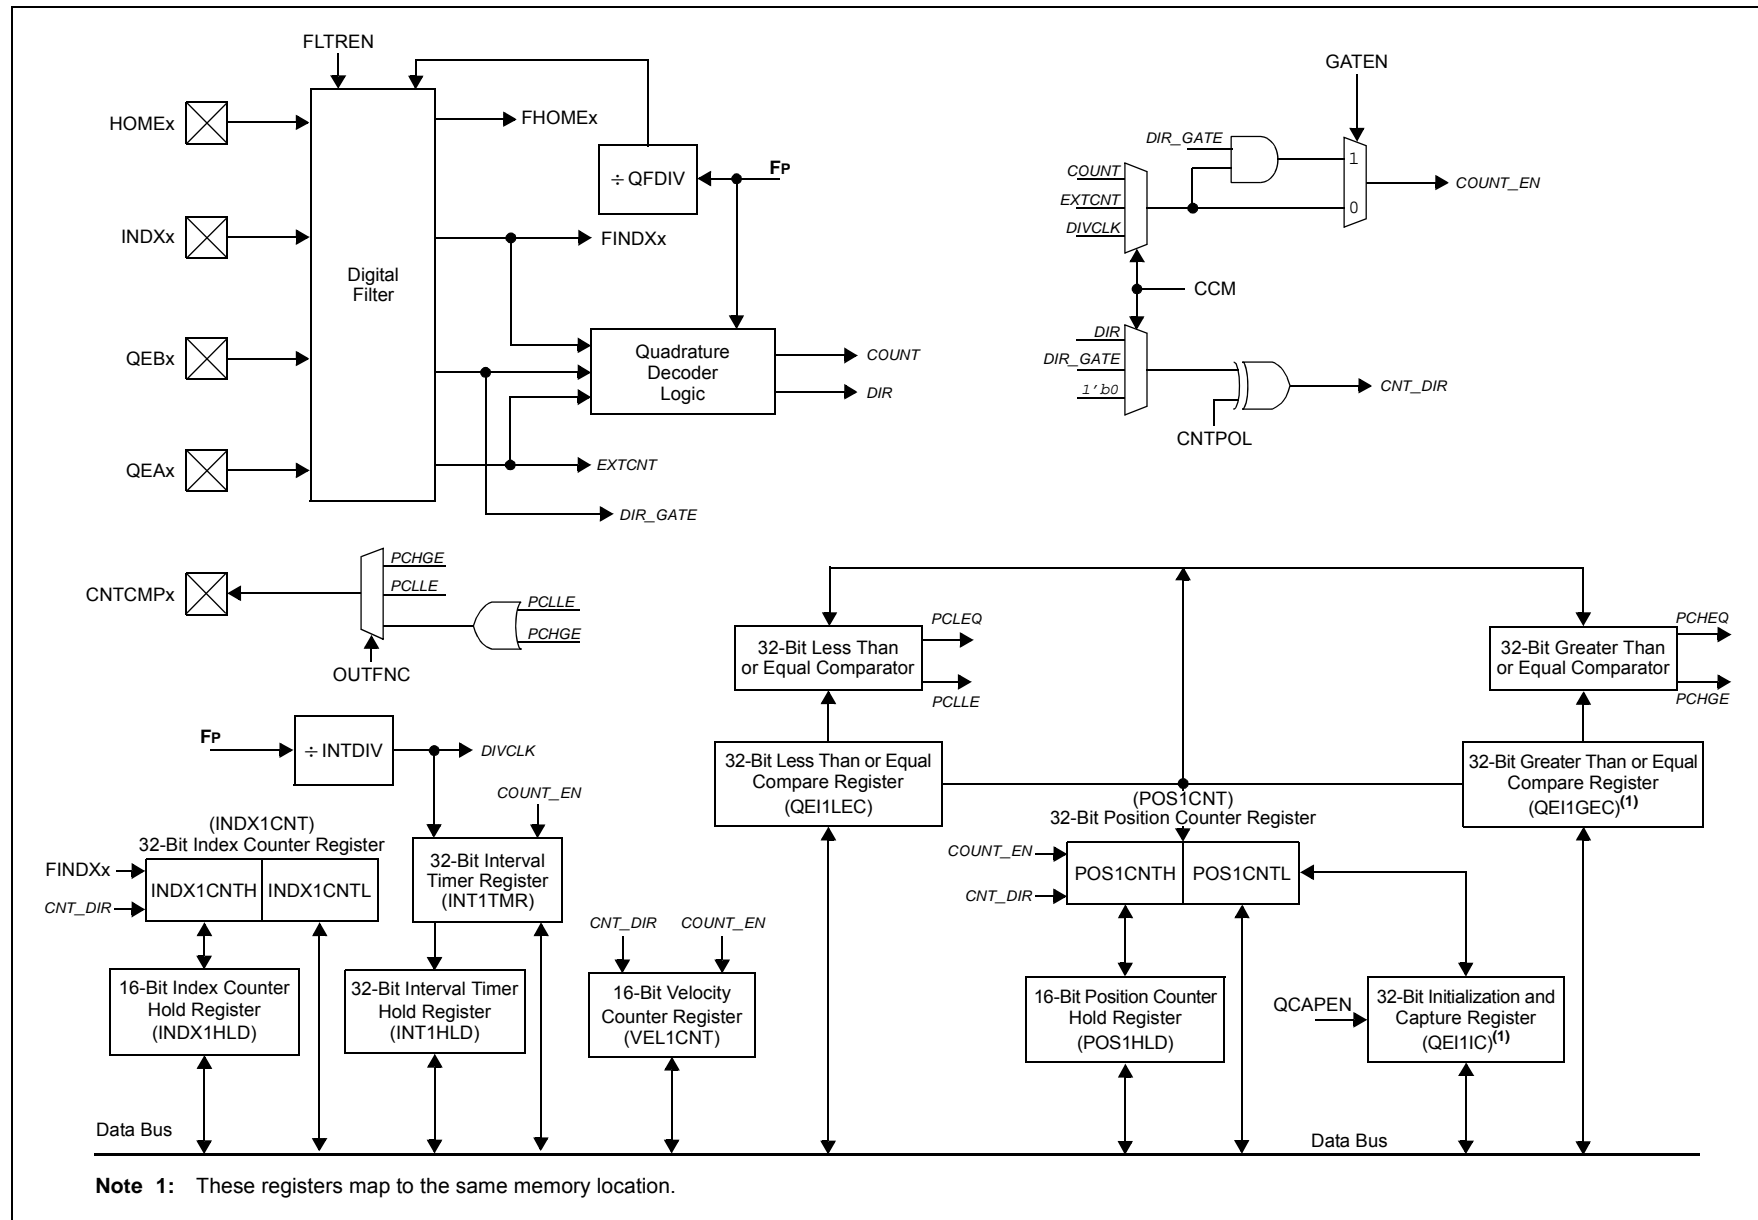 FLTREN
GATEN
HOMEx
FHOMEx
DIR_GATE
÷ QFDIV
FP
1
COUNT
COUNT_EN
EXTCNT
0
DIVCLK
INDXx
FINDXx
Digital
Filter
CCM
DIR
QEBx
Quadrature
Decoder
Logic
COUNT
DIR_GATE
DIR
1'b0
CNT_DIR
CNTPOL
QEAx
EXTCNT
DIR_GATE
PCHGE
CNTCMPx
PCLLE
PCLLE
PCHGE
OUTFNC
PCLEQ
32-Bit Less Than
or Equal Comparator
PCLLE
PCHEQ
32-Bit Greater Than
or Equal Comparator
PCHGE
FP
÷ INTDIV
DIVCLK
32-Bit Less Than or Equal
Compare Register
(QEI1LEC)
32-Bit Greater Than or Equal
Compare Register
(QEI1GEC)(1)
COUNT_EN
(POS1CNT)
32-Bit Position Counter Register
(INDX1CNT)
32-Bit Index Counter Register
FINDXx
INDX1CNTH
INDX1CNTL
CNT_DIR
32-Bit Interval
Timer Register
(INT1TMR)
COUNT_EN
POS1CNTH
POS1CNTL
CNT_DIR
CNT_DIR
COUNT_EN
16-Bit Index Counter
Hold Register
(INDX1HLD)
32-Bit Interval Timer
Hold Register
(INT1HLD)
16-Bit Velocity
Counter Register
(VEL1CNT)
16-Bit Position Counter
Hold Register
(POS1HLD)
QCAPEN
32-Bit Initialization and
Capture Register
(QEI1IC)(1)
Data Bus
Data Bus
Note 1: These registers map to the same memory location.